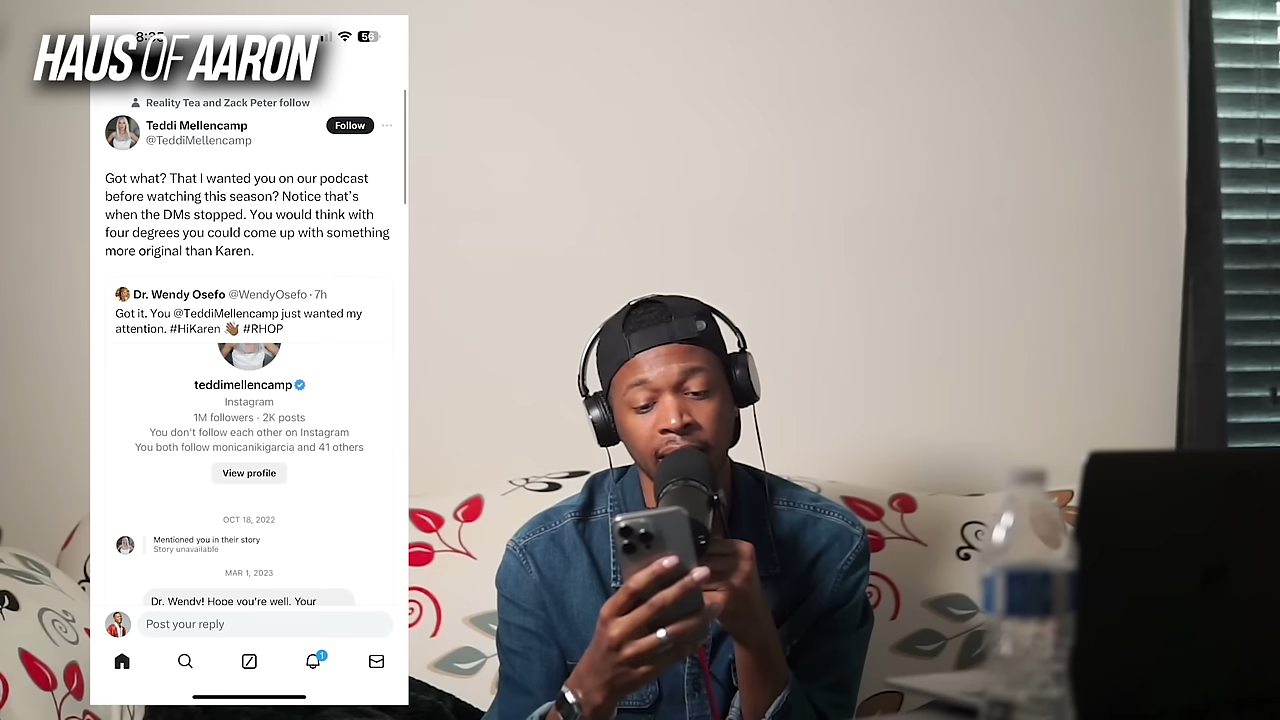 HAUS OF AARON
56
Reality Tea and Zack Peter follow
Teddi Mellencamp
@TeddiMellencamp
Follow
Got what? That I wanted you on our podcast
before watching this season? Notice that's
when the DMs stopped. You would think with
four degrees you could come up with something
more original than Karen.
Dr. Wendy Osefo @WendyOsefo · 7h
Got it. You @TeddiMellencamp just wanted my
attention. #HiKaren 👋🏾 #RHOP
teddimellencamp
Instagram
1M followers · 2K posts
You don't follow each other on Instagram
You both follow monicanikigarcia and 41 others
View profile
OCT 18, 2022
Mentioned you in their story
Story unavailable
MAR 1, 2023
Dr. Wendy! Hope you're well. Your
Post your reply
1